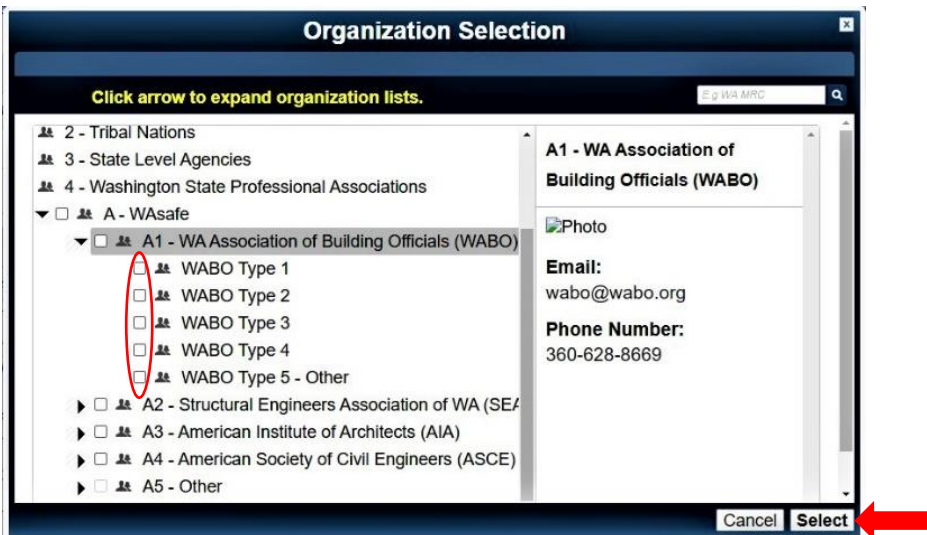 Organization Selection
x
Click arrow to expand organization lists.
E.g WA MRC
2 - Tribal Nations
3 - State Level Agencies
4 - Washington State Professional Associations
A - WAsafe
A1 - WA Association of Building Officials (WABO)
WABO Type 1
WABO Type 2
WABO Type 3
WABO Type 4
WABO Type 5 - Other
A2 - Structural Engineers Association of WA (SEA
A3 - American Institute of Architects (AIA)
A4 - American Society of Civil Engineers (ASCE)
A5 - Other
A1 - WA Association of
Building Officials (WABO)
Photo
Email:
wabo@wabo.org
Phone Number:
360-628-8669
Cancel
Select